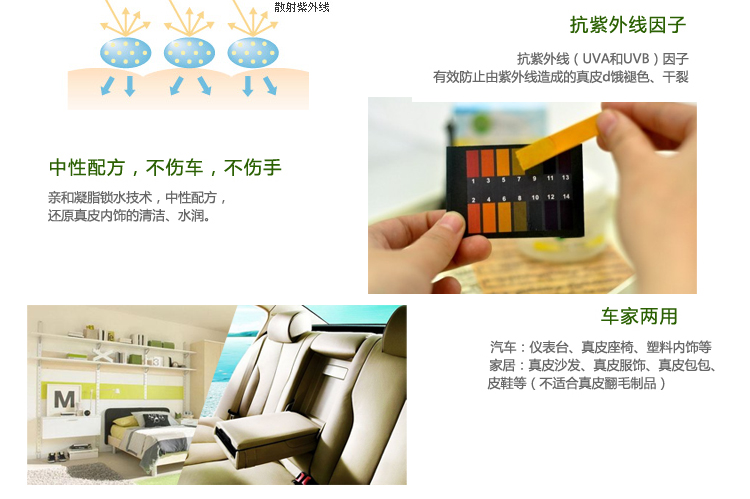 散射紫外线
抗紫外线因子
抗紫外线（UVA和UVB）因子
有效防止由紫外线造成的真皮d饿褪色、干裂
中性配方，不伤车，不伤手
亲和凝脂锁水技术，中性配方，
还原真皮内饰的清洁、水润。
1 3 5 7 9 11 13
2 4 6 8 10 12 14
车家两用
汽车：仪表台、真皮座椅、塑料内饰等
家居：真皮沙发、真皮服饰、真皮包包、
皮鞋等（不适合真皮翻毛制品）
M